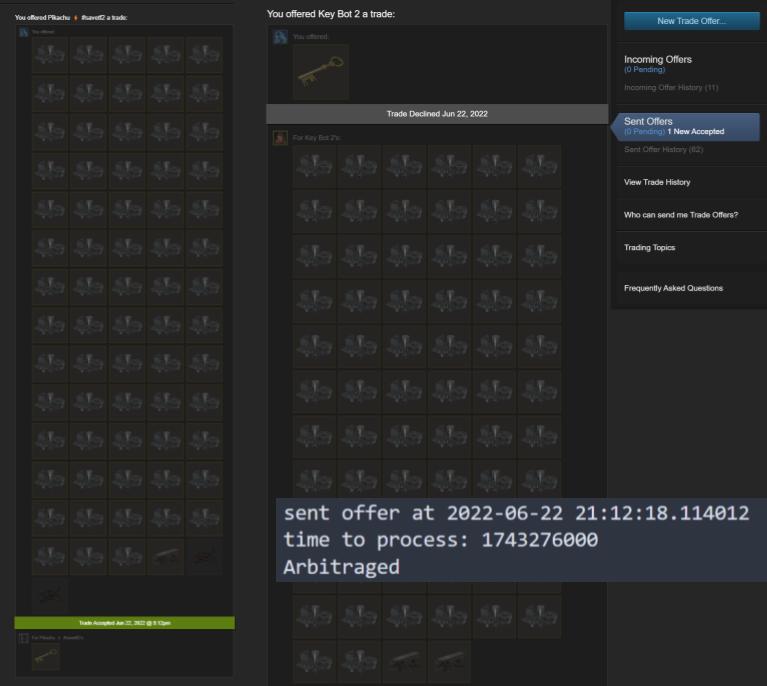 You offered Pikachu ⚡ #savetf2 a trade:
You offered:
Trade Accepted Jun 22, 2022 @ 9:12pm
For Pikachu ⚡ #savetf2's:
You offered Key Bot 2 a trade:
You offered:
Trade Declined Jun 22, 2022
For Key Bot 2's:
New Trade Offer...
Incoming Offers
(0 Pending)
Incoming Offer History (11)
Sent Offers
(0 Pending) 1 New Accepted
Sent Offer History (62)
View Trade History
Who can send me Trade Offers?
Trading Topics
Frequently Asked Questions
sent offer at 2022-06-22 21:12:18.114012
time to process: 1743276000
Arbitraged